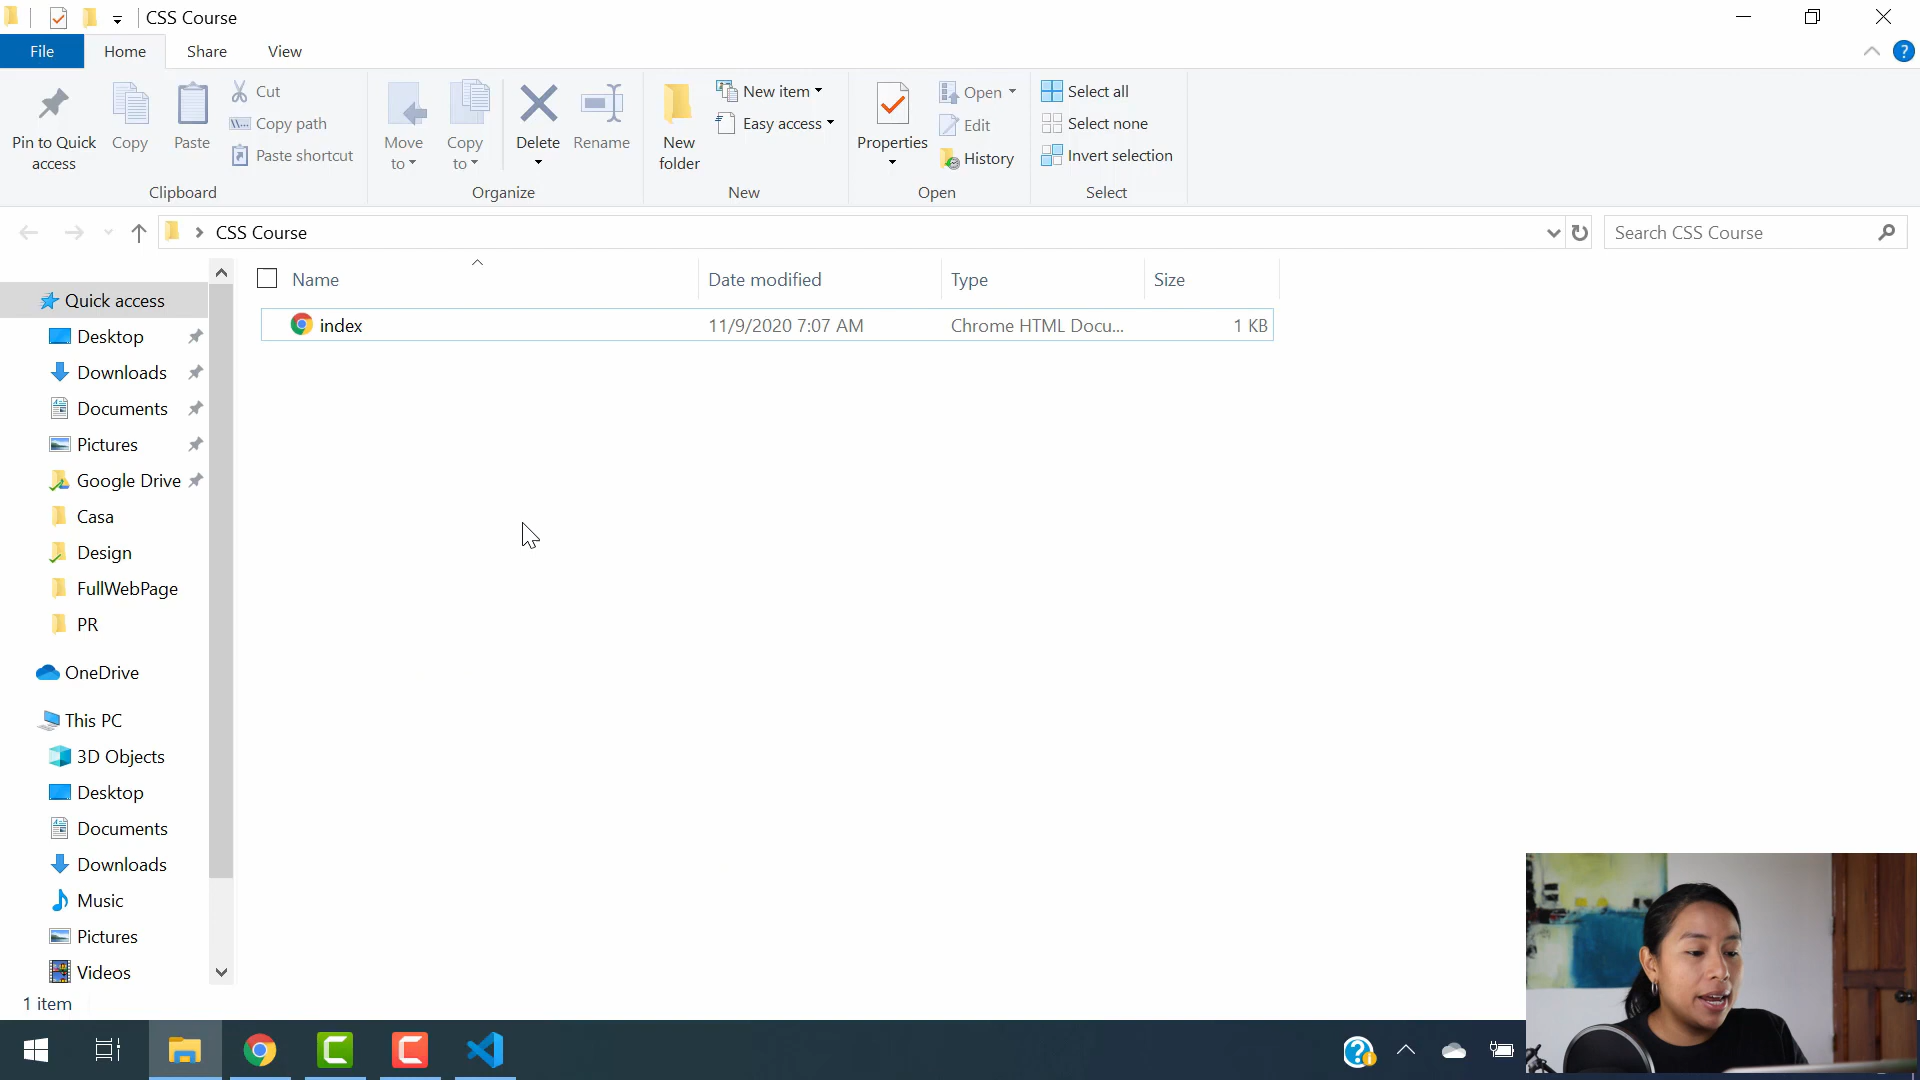 CSS Course
File Home Share View
Pin to Quick access
Copy
Paste
Cut
Copy path
Paste shortcut
Clipboard
Move to
Copy to
Delete
Rename
Organize
New folder
New item
Easy access
New
Properties
Open
Edit
History
Open
Select all
Select none
Invert selection
Select
CSS Course
Search CSS Course
Name Date modified Type Size
index 11/9/2020 7:07 AM Chrome HTML Docu... 1 KB
Quick access
Desktop
Downloads
Documents
Pictures
Google Drive
Casa
Design
FullWebPage
PR
OneDrive
This PC
3D Objects
Desktop
Documents
Downloads
Music
Pictures
Videos
1 item